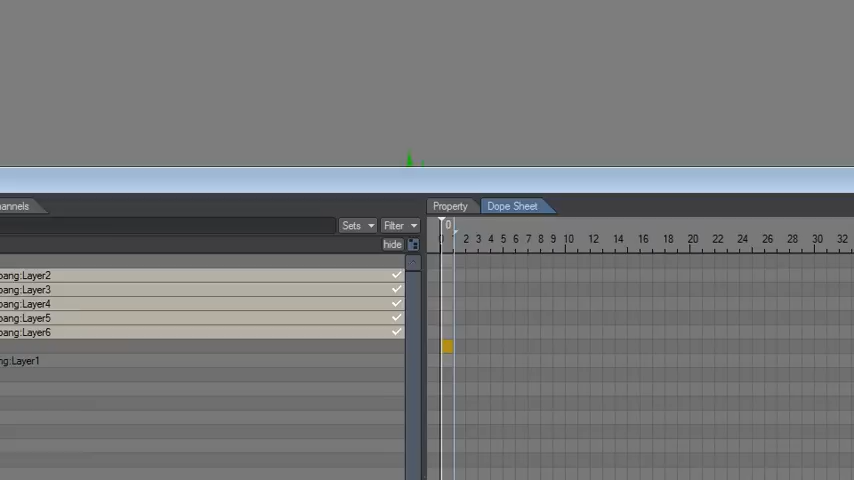 hannels
Property
Dope Sheet
Sets
Filter
0
hide
0 2 3 4 5 6 7 8 9 10 12 14 16 18 20 22 24 26 28 30 32
bang:Layer2
bang:Layer3
bang:Layer4
bang:Layer5
bang:Layer6
ng:Layer1